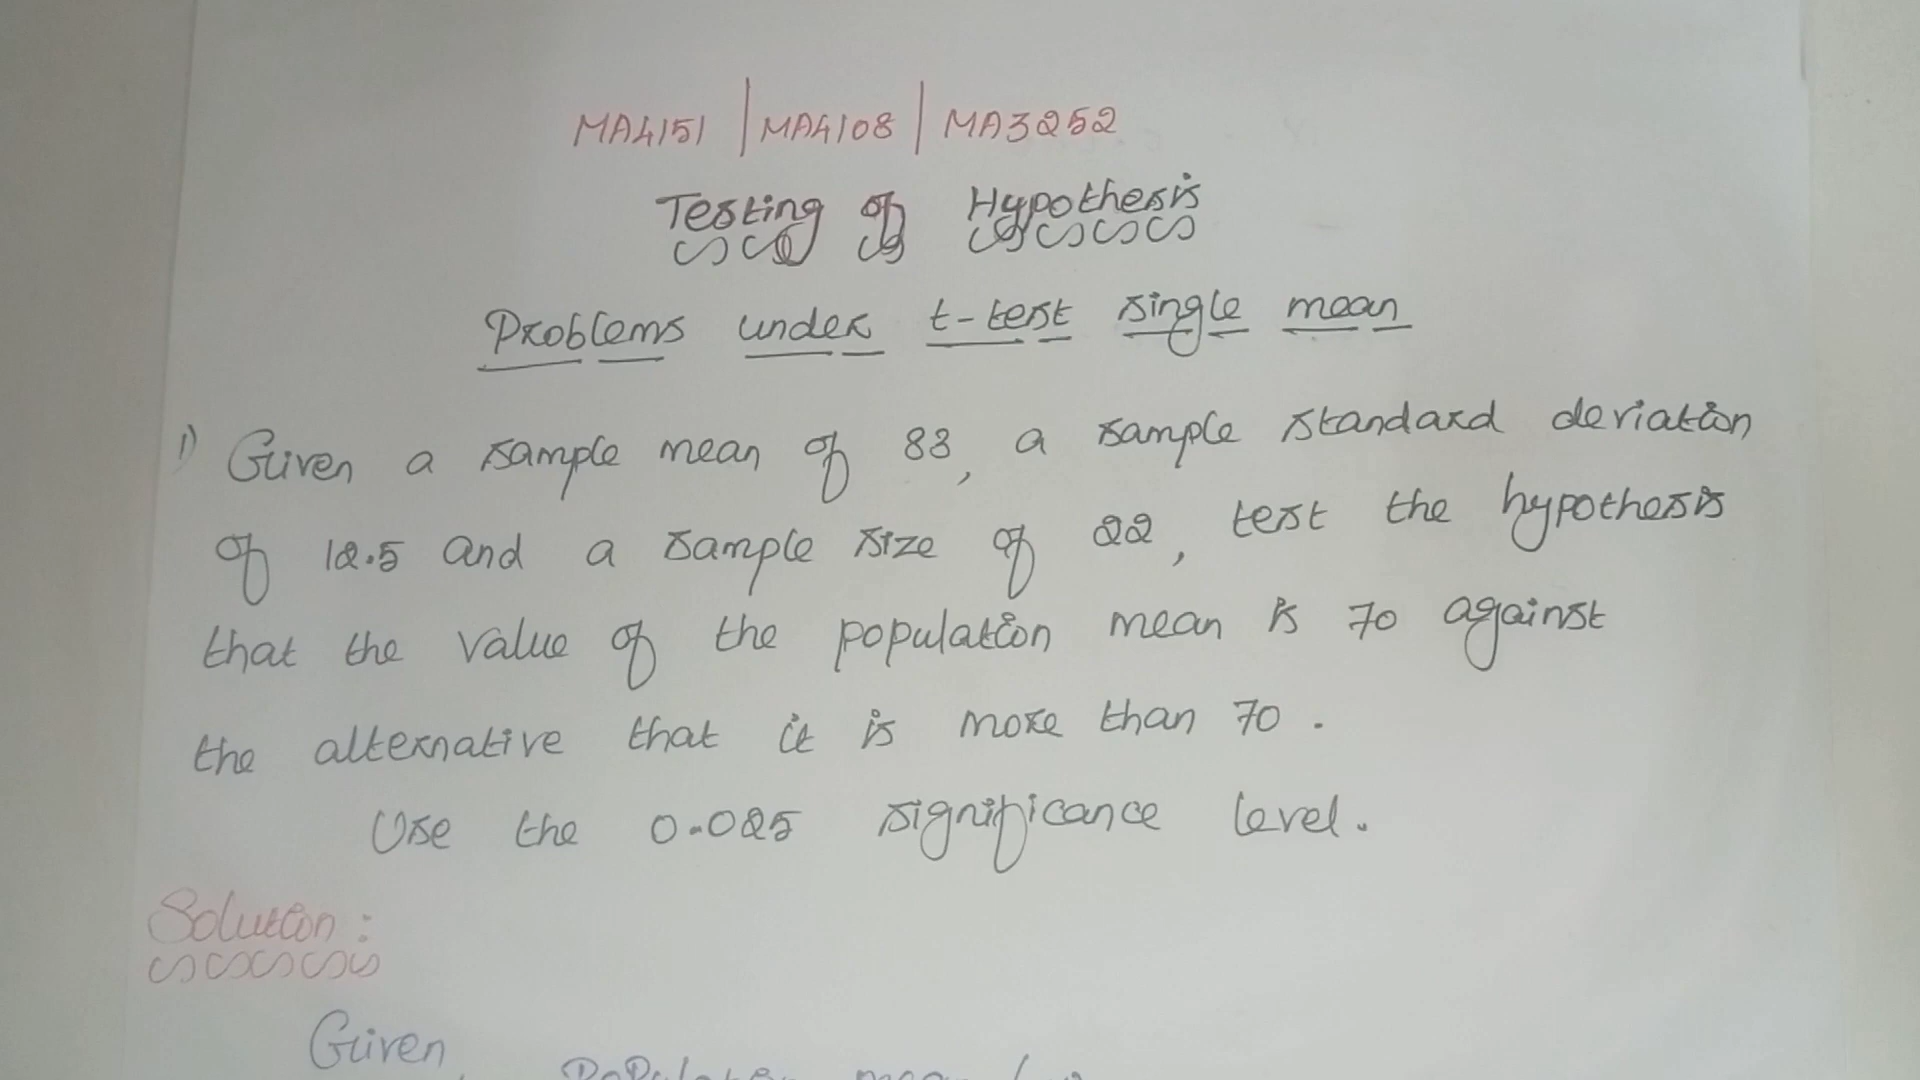 MA4151 | MA4108 | MA3252
Testing of Hypothesis
Problems under t-test single mean
1) Given a sample mean of 83, a sample standard deviation
of 12.5 and a sample size of 22, test the hypothesis
that the value of the population mean is 70 against
the alternative that it is more than 70.
Use the 0.025 significance level.
Solution:
Given